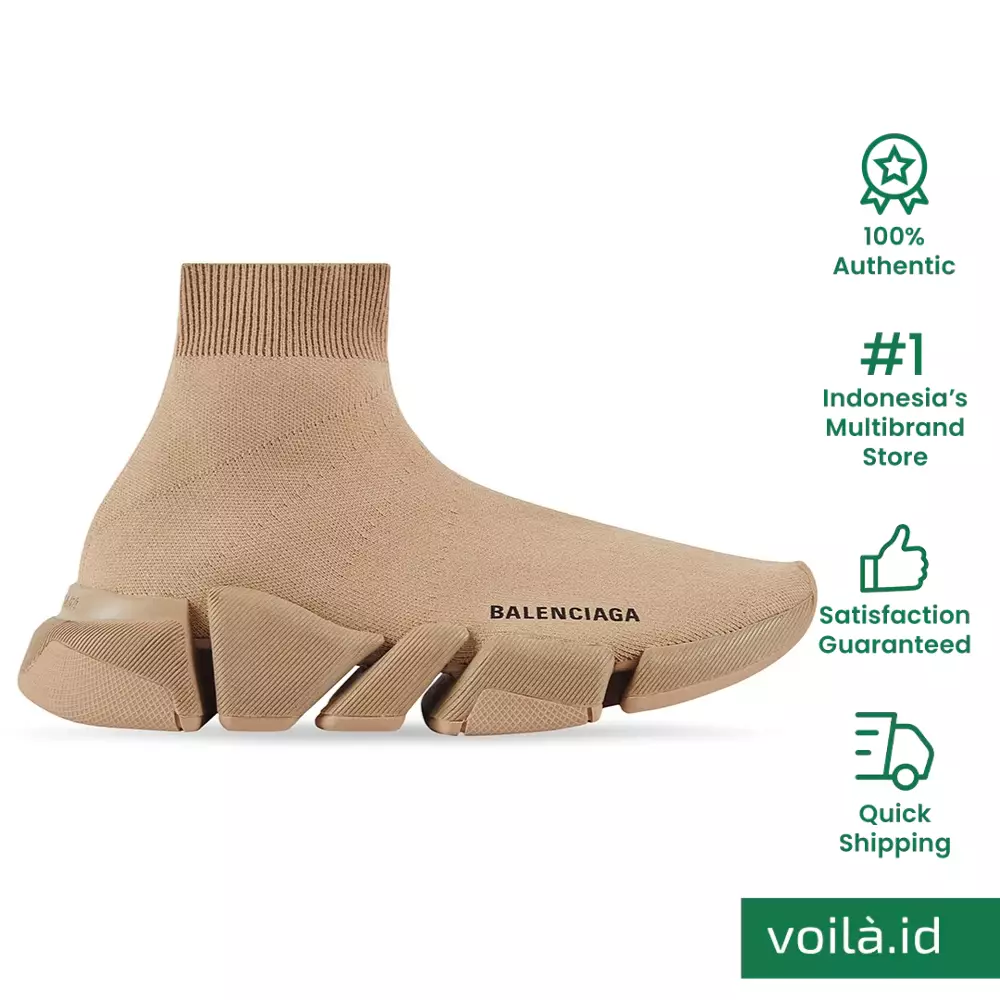 100%
Authentic
#1
Indonesia's
Multibrand
Store
BALENCIAGA
Satisfaction
Guaranteed
Quick
Shipping
voilà.id